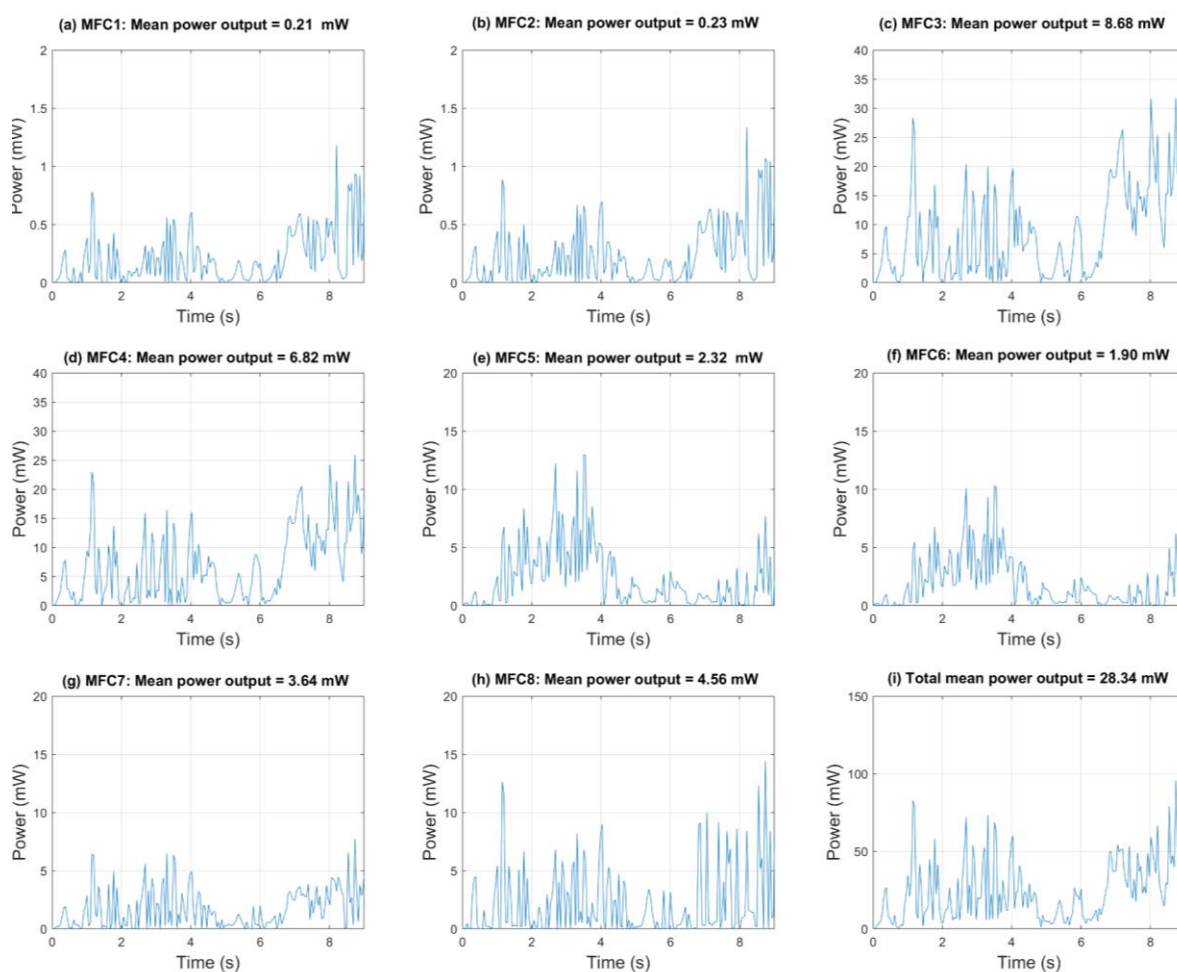 (a) MFC1: Mean power output = 0.21 mW
(b) MFC2: Mean power output = 0.23 mW
(c) MFC3: Mean power output = 8.68 mW
2
1.5
1
0.5
0
Power (mW)
0 2 4 6 8
Time (s)
2
1.5
1
0.5
0
Power (mW)
0 2 4 6 8
Time (s)
40
35
30
25
20
15
10
5
0
Power (mW)
0 2 4 6 8
Time (s)
(d) MFC4: Mean power output = 6.82 mW
(e) MFC5: Mean power output = 2.32 mW
(f) MFC6: Mean power output = 1.90 mW
40
35
30
25
20
15
10
5
0
Power (mW)
0 2 4 6 8
Time (s)
20
15
10
5
0
Power (mW)
0 2 4 6 8
Time (s)
20
15
10
5
0
Power (mW)
0 2 4 6 8
Time (s)
(g) MFC7: Mean power output = 3.64 mW
(h) MFC8: Mean power output = 4.56 mW
(i) Total mean power output = 28.34 mW
20
15
10
5
0
Power (mW)
0 2 4 6 8
Time (s)
20
15
10
5
0
Power (mW)
0 2 4 6 8
Time (s)
150
100
50
0
Power (mW)
0 2 4 6 8
Time (s)